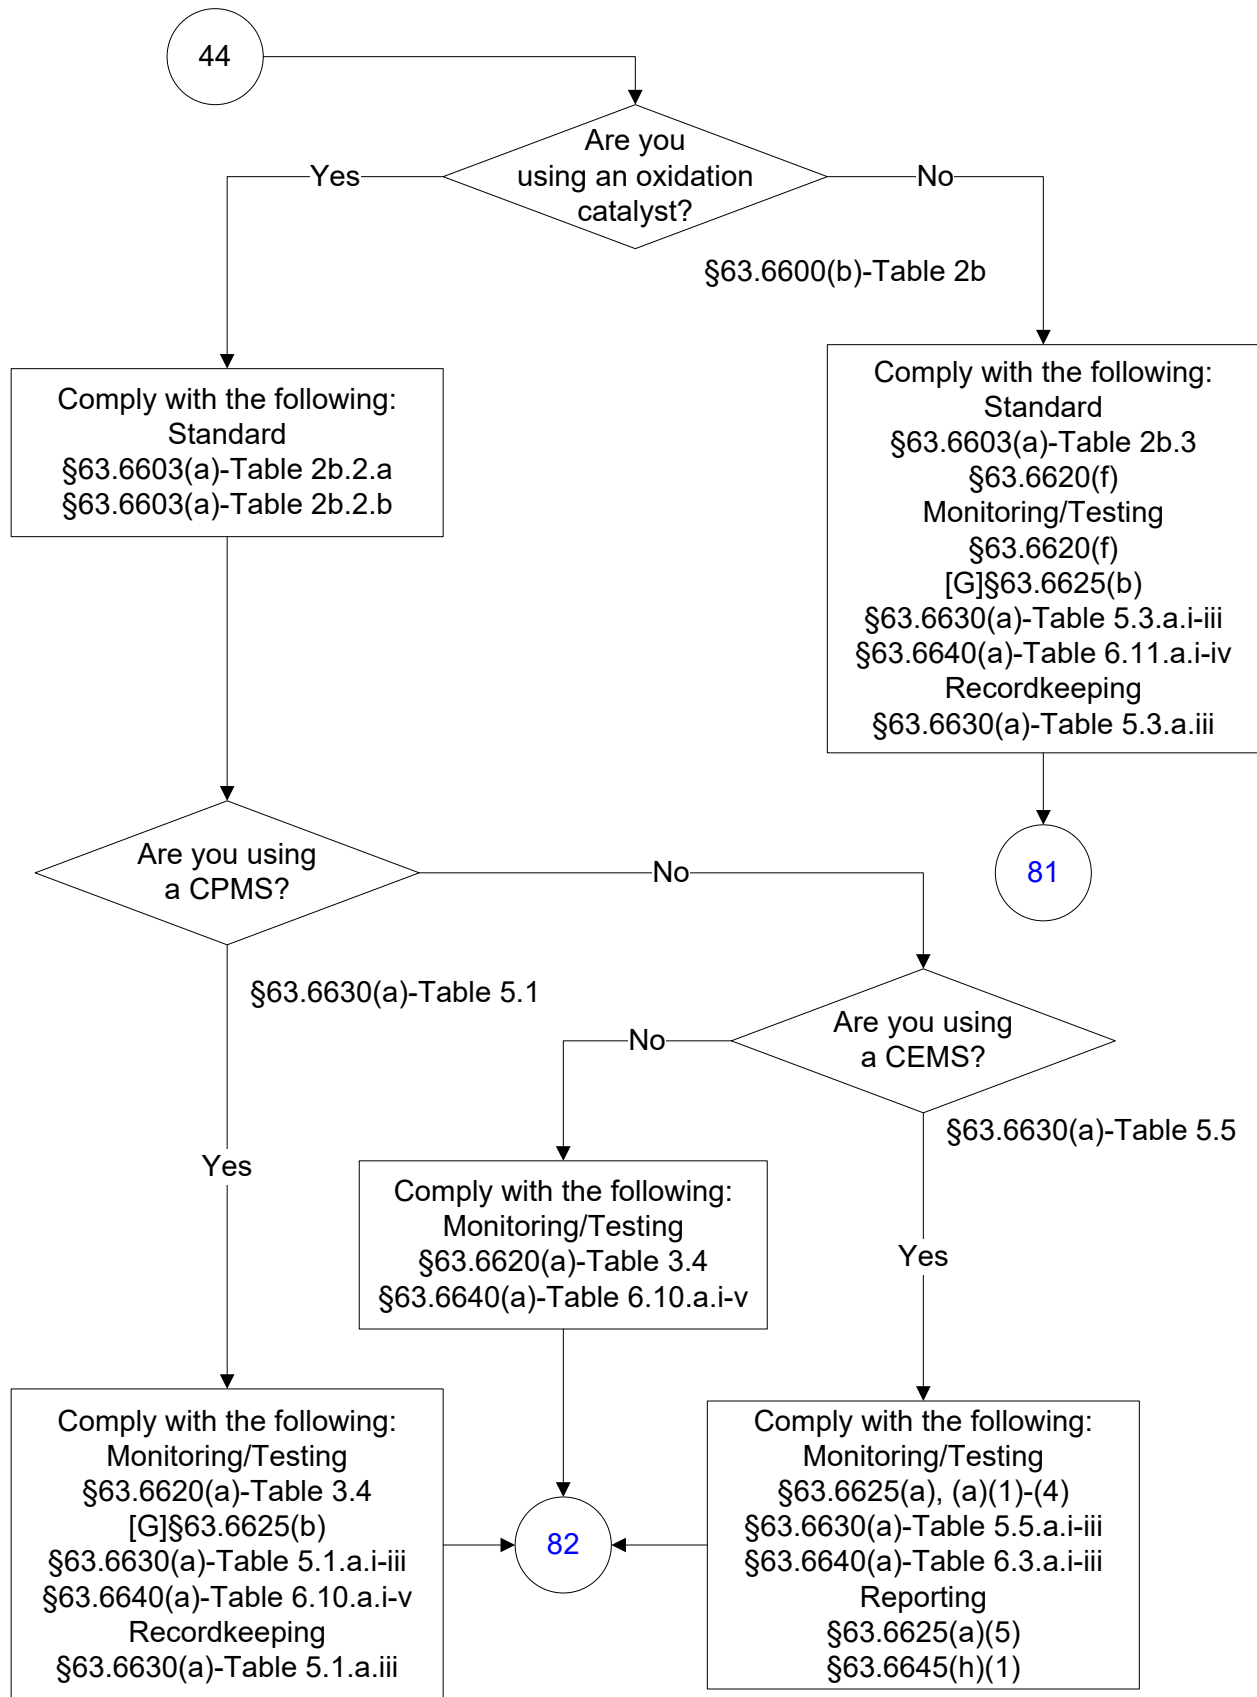 44
Are you
using an oxidation
catalyst?
Yes
No
§63.6600(b)-Table 2b
Comply with the following:
Standard
§63.6603(a)-Table 2b.2.a
§63.6603(a)-Table 2b.2.b
Comply with the following:
Standard
§63.6603(a)-Table 2b.3
§63.6620(f)
Monitoring/Testing
§63.6620(f)
[G]§63.6625(b)
§63.6630(a)-Table 5.3.a.i-iii
§63.6640(a)-Table 6.11.a.i-iv
Recordkeeping
§63.6630(a)-Table 5.3.a.iii
81
Are you using
a CPMS?
No
§63.6630(a)-Table 5.1
Yes
Are you using
a CEMS?
No
§63.6630(a)-Table 5.5
Yes
Comply with the following:
Monitoring/Testing
§63.6620(a)-Table 3.4
§63.6640(a)-Table 6.10.a.i-v
Comply with the following:
Monitoring/Testing
§63.6620(a)-Table 3.4
[G]§63.6625(b)
§63.6630(a)-Table 5.1.a.i-iii
§63.6640(a)-Table 6.10.a.i-v
Recordkeeping
§63.6630(a)-Table 5.1.a.iii
82
Comply with the following:
Monitoring/Testing
§63.6625(a), (a)(1)-(4)
§63.6630(a)-Table 5.5.a.i-iii
§63.6640(a)-Table 6.3.a.i-iii
Reporting
§63.6625(a)(5)
§63.6645(h)(1)